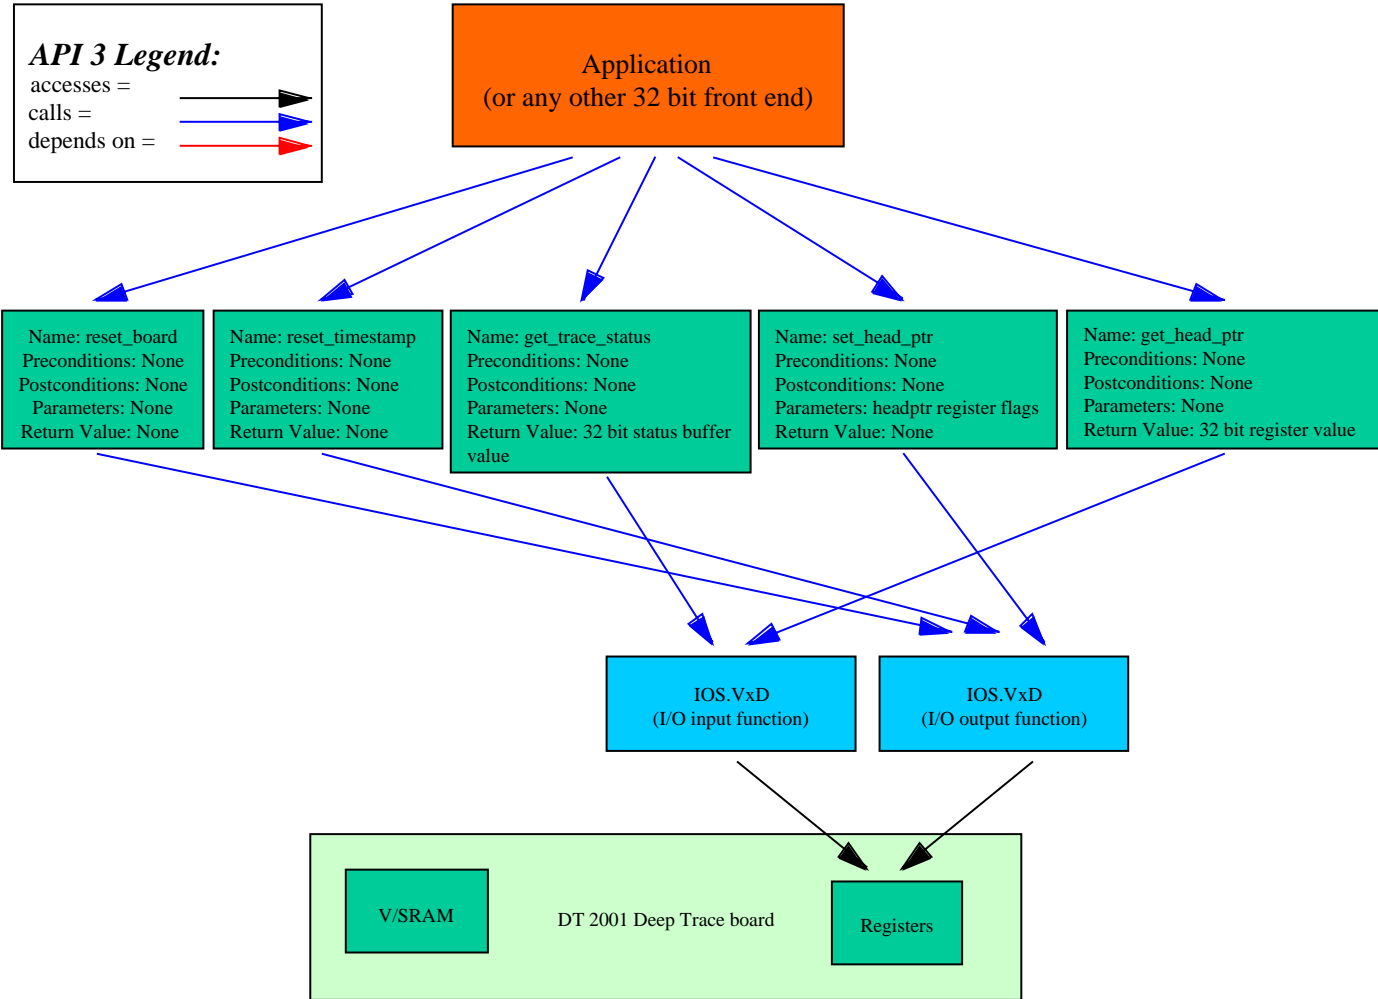 API 3 Legend:
accesses =
calls =
depends on =
Application
(or any other 32 bit front end)
Name: reset_board
Preconditions: None
Postconditions: None
Parameters: None
Return Value: None
Name: reset_timestamp
Preconditions: None
Postconditions: None
Parameters: None
Return Value: None
Name: get_trace_status
Preconditions: None
Postconditions: None
Parameters: None
Return Value: 32 bit status buffer
value
Name: set_head_ptr
Preconditions: None
Postconditions: None
Parameters: headptr register flags
Return Value: None
Name: get_head_ptr
Preconditions: None
Postconditions: None
Parameters: None
Return Value: 32 bit register value
IOS.VxD
(I/O input function)
IOS.VxD
(I/O output function)
V/SRAM
DT 2001 Deep Trace board
Registers